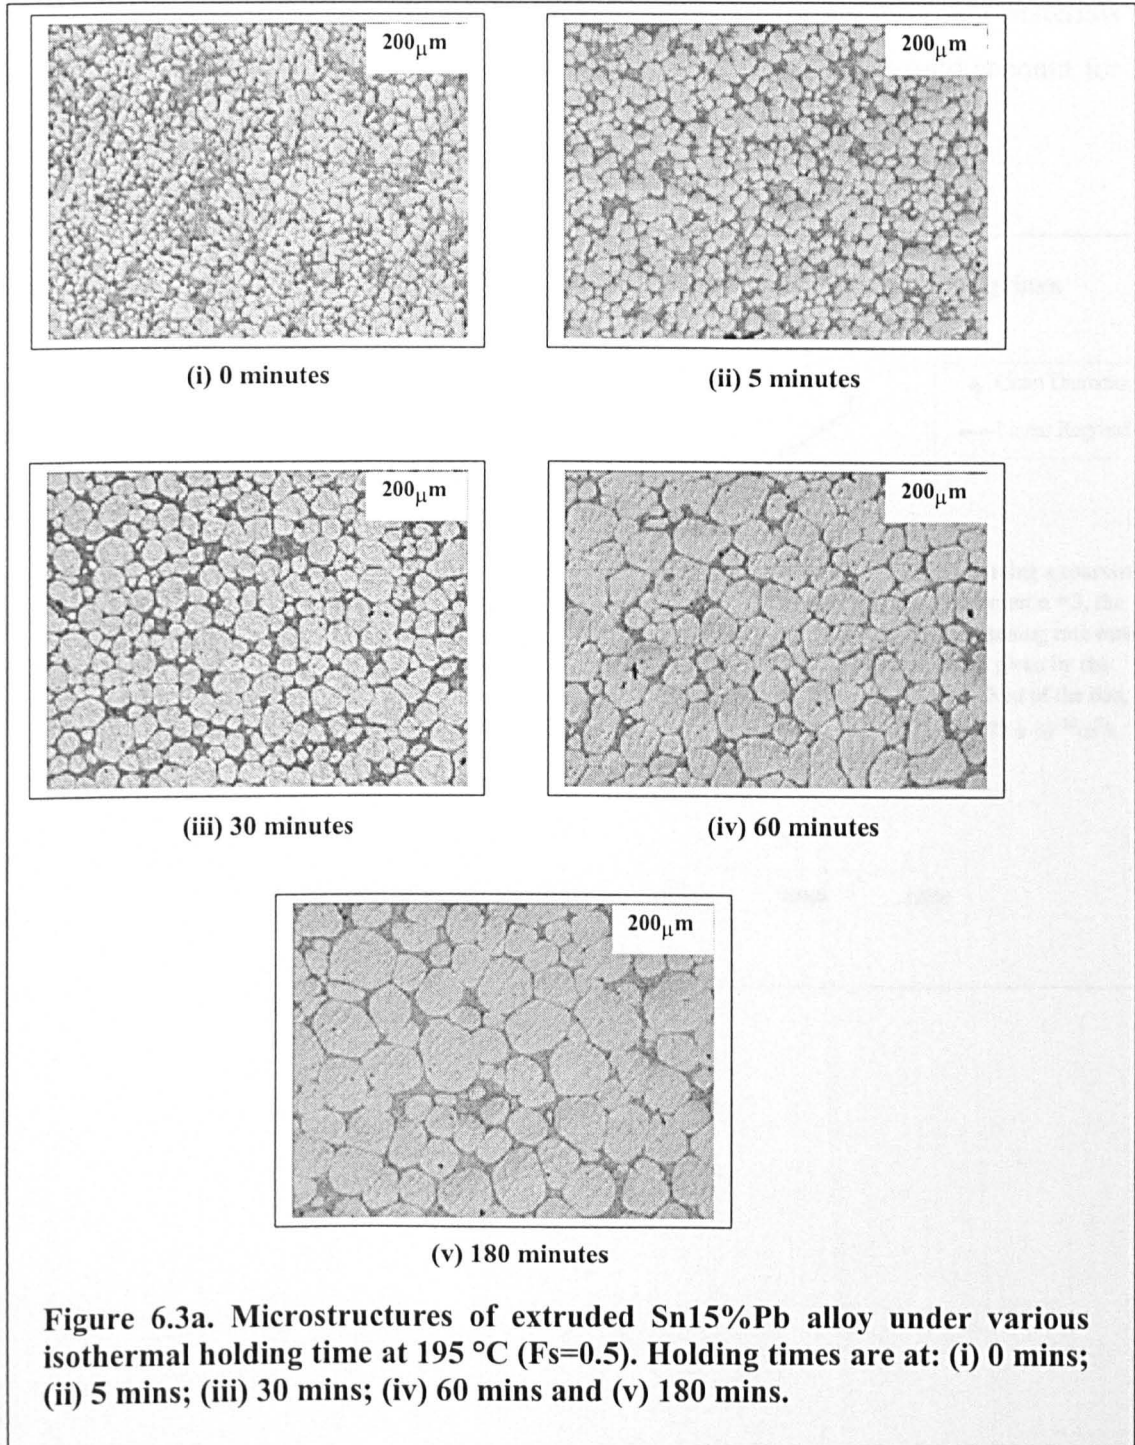 200μm
200μm
(i) 0 minutes
(ii) 5 minutes
200μm
200μm
(iii) 30 minutes
(iv) 60 minutes
200μm
(v) 180 minutes
Figure 6.3a. Microstructures of extruded Sn15%Pb alloy under various
isothermal holding time at 195 °C (Fs=0.5). Holding times are at: (i) 0 mins;
(ii) 5 mins; (iii) 30 mins; (iv) 60 mins and (v) 180 mins.